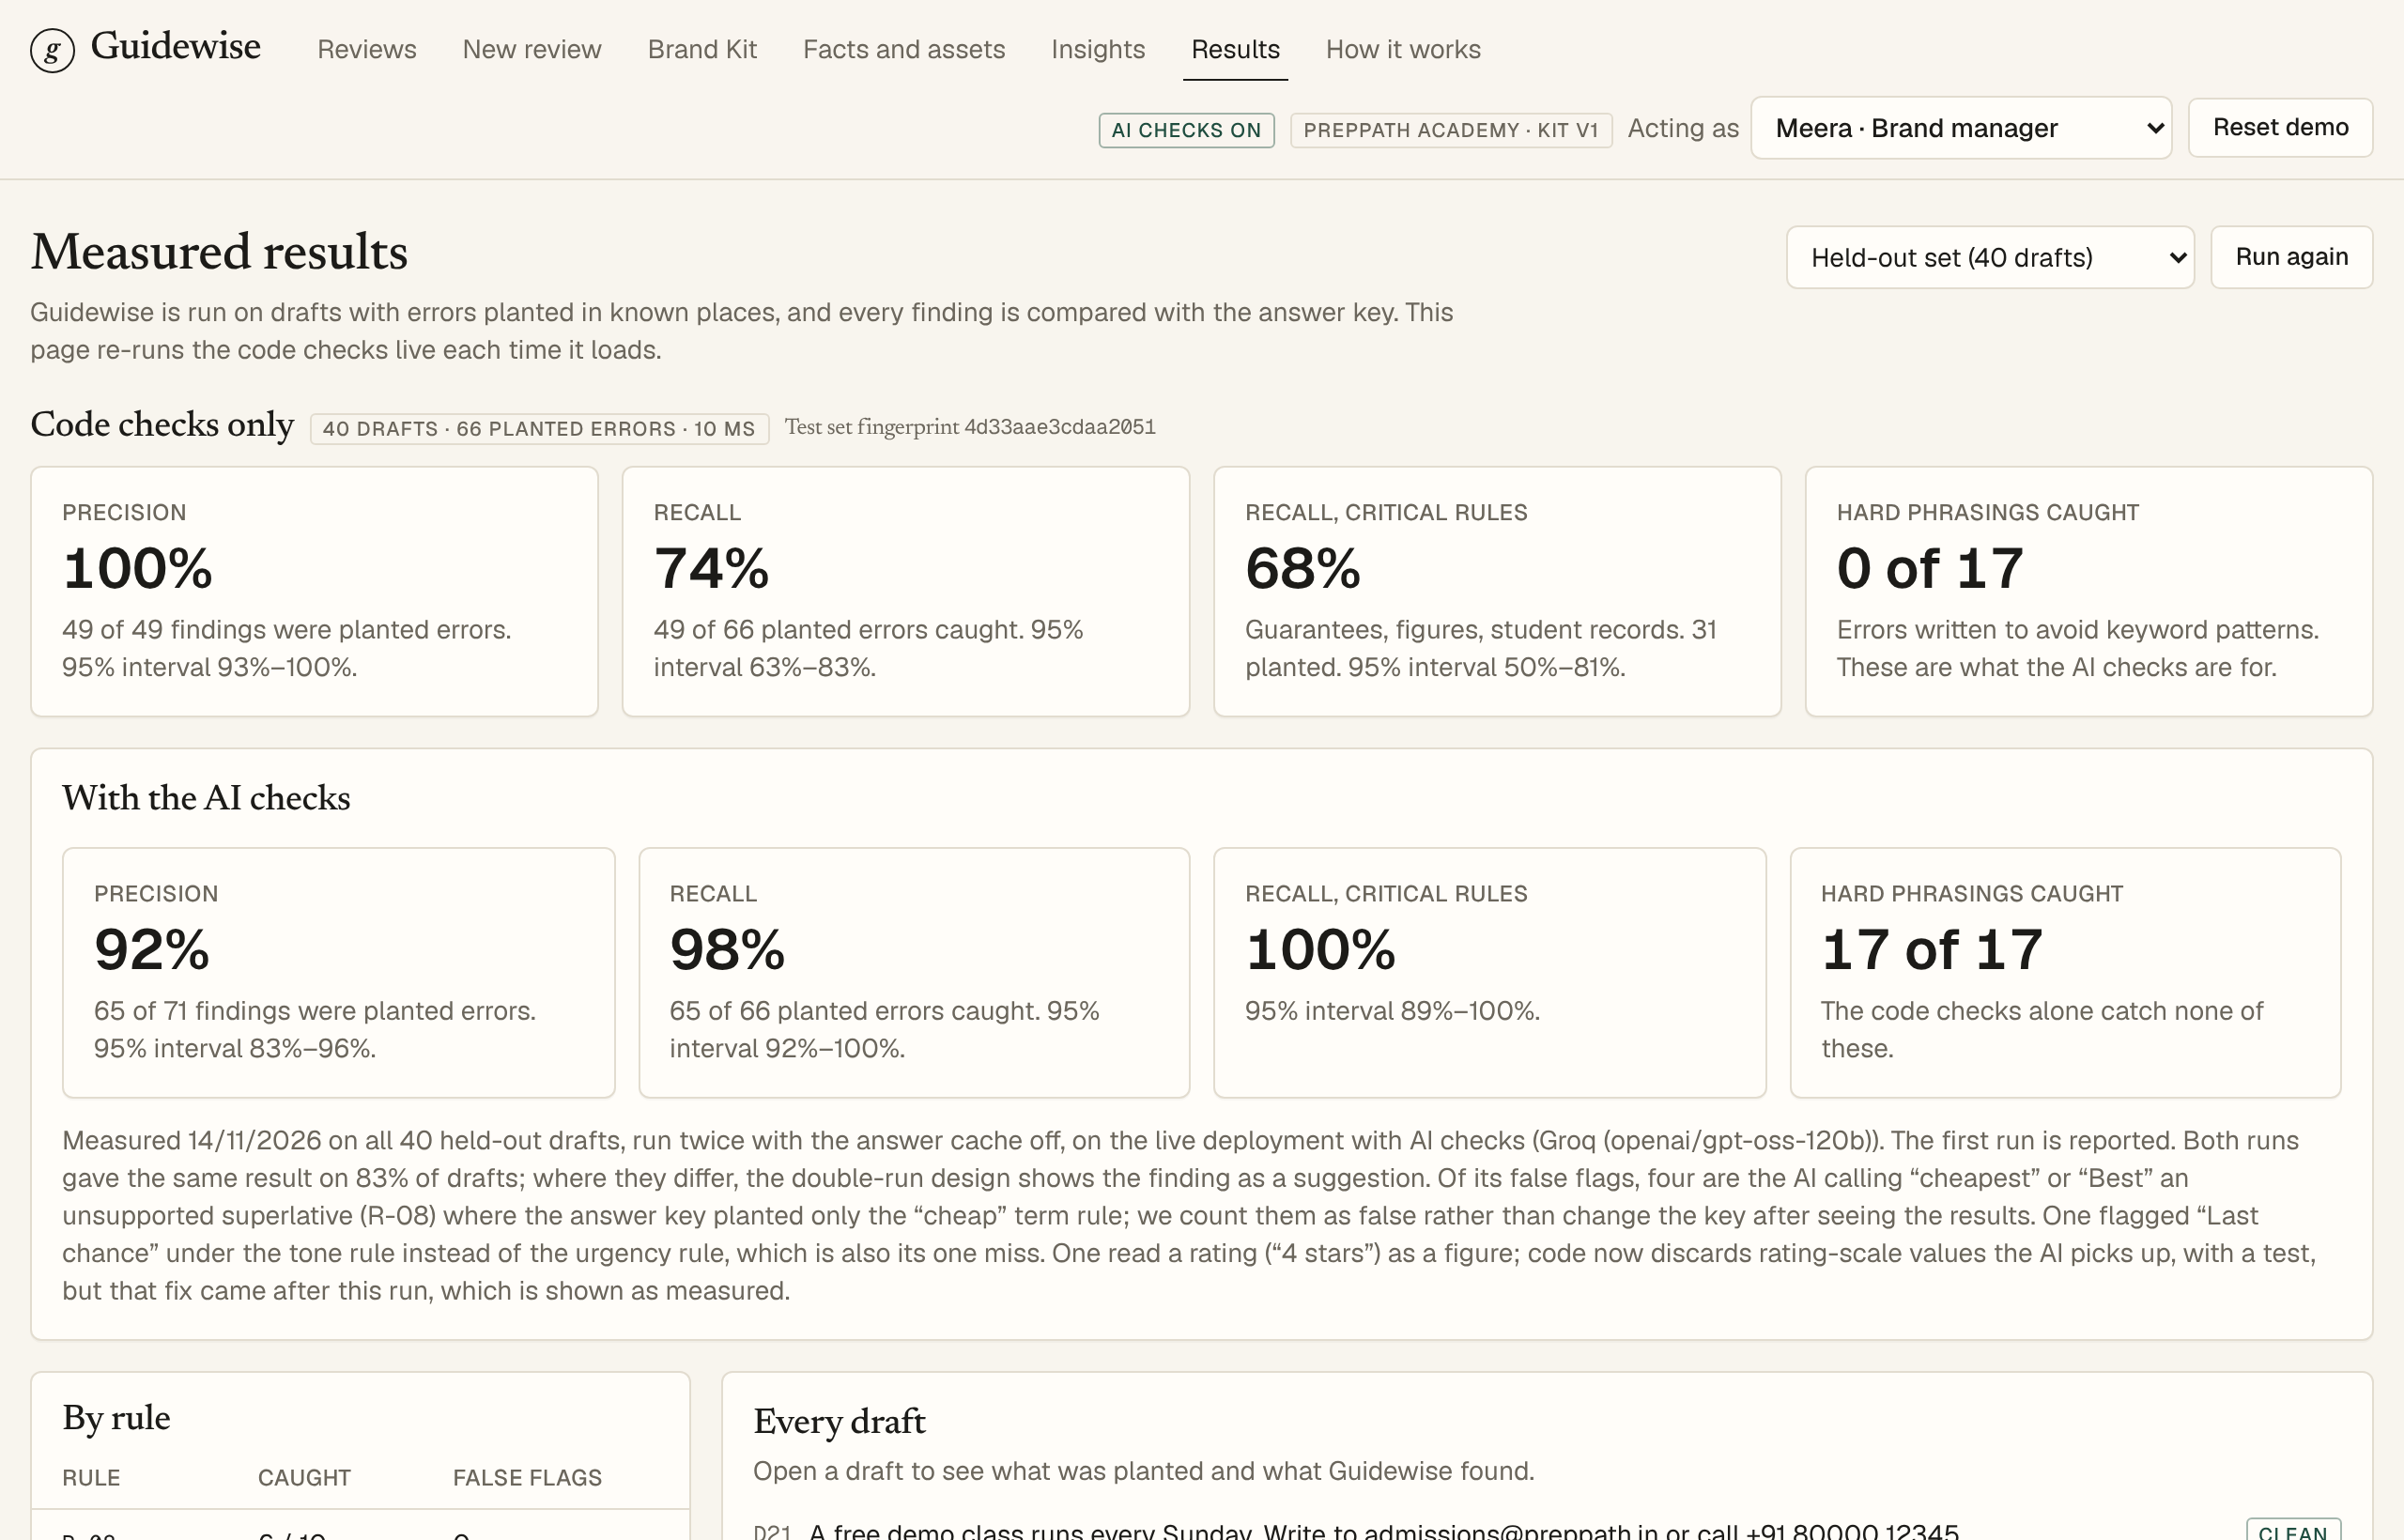 g Guidewise Reviews New review Brand Kit Facts and assets Insights Results How it works
AI CHECKS ON PREPPATH ACADEMY · KIT V1 Acting as Meera · Brand manager Reset demo
Measured results
Held-out set (40 drafts) Run again
Guidewise is run on drafts with errors planted in known places, and every finding is compared with the answer key. This
page re-runs the code checks live each time it loads.
Code checks only 40 DRAFTS · 66 PLANTED ERRORS · 10 MS Test set fingerprint 4d33aae3cdaa2051
PRECISION
100%
49 of 49 findings were planted errors.
95% interval 93%–100%.
RECALL
74%
49 of 66 planted errors caught. 95%
interval 63%–83%.
RECALL, CRITICAL RULES
68%
Guarantees, figures, student records. 31
planted. 95% interval 50%–81%.
HARD PHRASINGS CAUGHT
0 of 17
Errors written to avoid keyword patterns.
These are what the AI checks are for.
With the AI checks
PRECISION
92%
65 of 71 findings were planted errors.
95% interval 83%–96%.
RECALL
98%
65 of 66 planted errors caught. 95%
interval 92%–100%.
RECALL, CRITICAL RULES
100%
95% interval 89%–100%.
HARD PHRASINGS CAUGHT
17 of 17
The code checks alone catch none of
these.
Measured 14/11/2026 on all 40 held-out drafts, run twice with the answer cache off, on the live deployment with AI checks (Groq (openai/gpt-oss-120b)). The first run is reported. Both runs
gave the same result on 83% of drafts; where they differ, the double-run design shows the finding as a suggestion. Of its false flags, four are the AI calling “cheapest” or “Best” an
unsupported superlative (R-08) where the answer key planted only the “cheap” term rule; we count them as false rather than change the key after seeing the results. One flagged “Last
chance” under the tone rule instead of the urgency rule, which is also its one miss. One read a rating (“4 stars”) as a figure; code now discards rating-scale values the AI picks up, with a test,
but that fix came after this run, which is shown as measured.
By rule
RULE CAUGHT FALSE FLAGS
Every draft
Open a draft to see what was planted and what Guidewise found.
D21 A free demo class runs every Sunday. Write to admissions@preppath.in or call +91 80000 12345 CLEAN